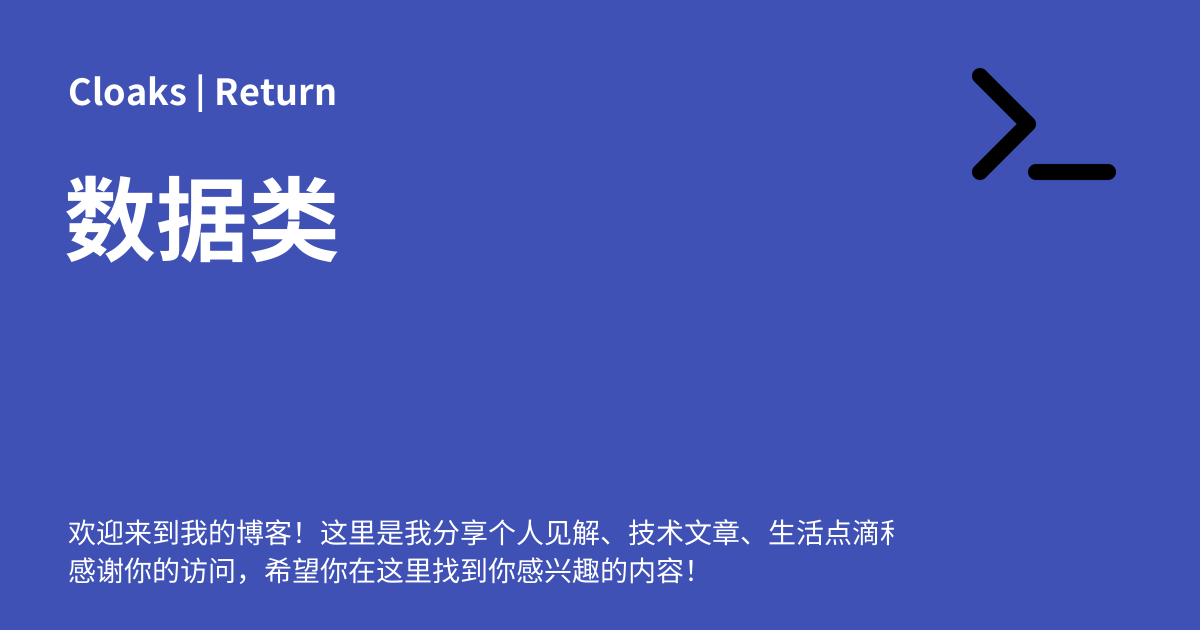 Cloaks | Return
数据类
欢迎来到我的博客！这里是我分享个人见解、技术文章、生活点滴
感谢你的访问，希望你在这里找到你感兴趣的内容！